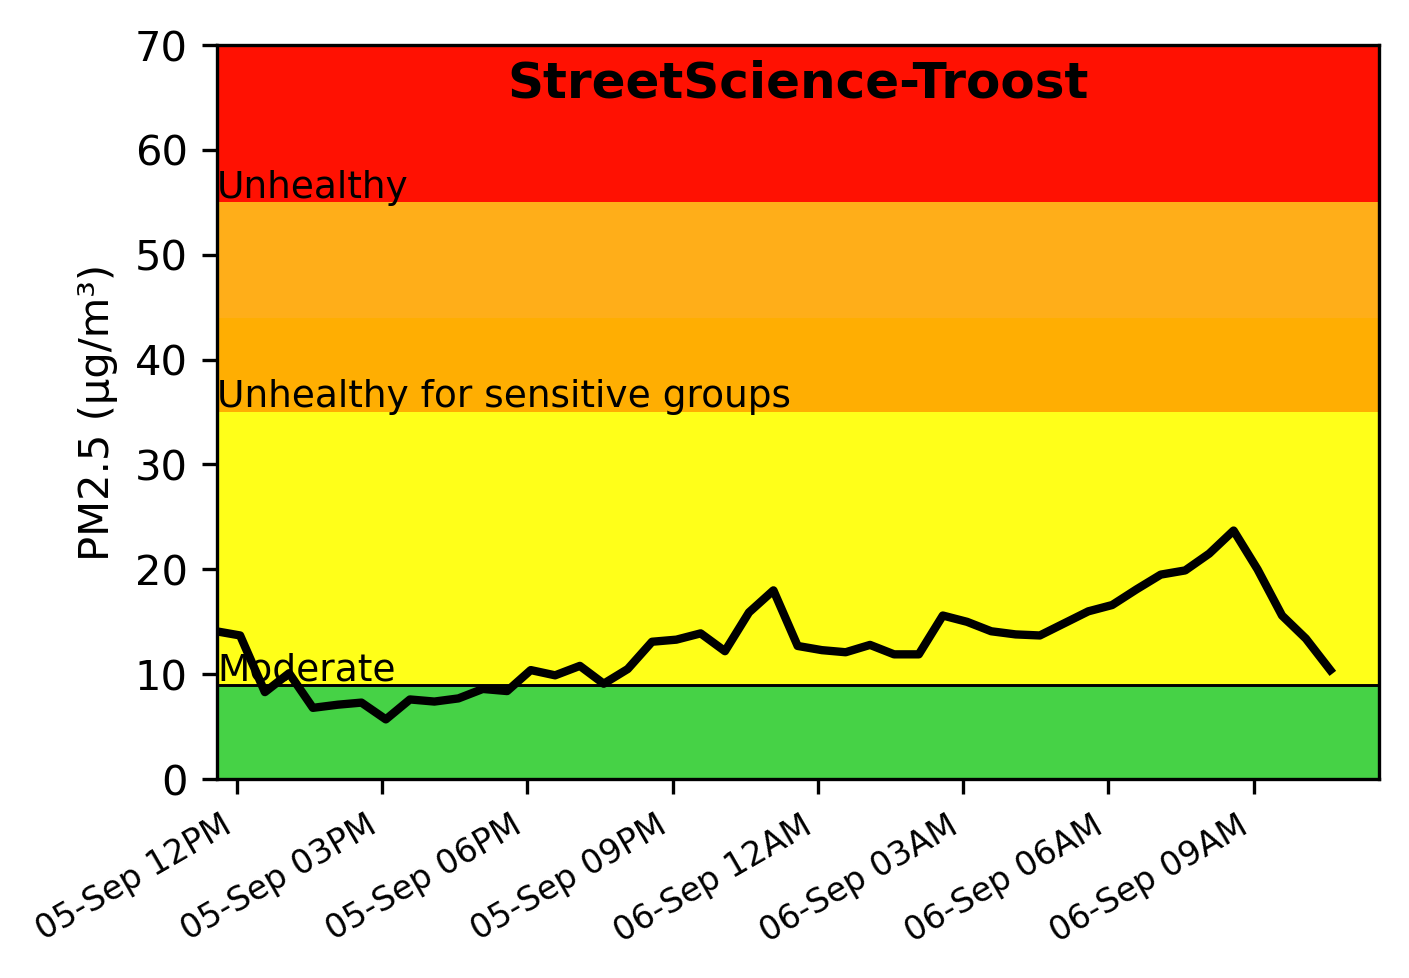 StreetScience-Troost
70
60
Unhealthy
50
40
Unhealthy for sensitive groups
30
20
10
Moderate
0
PM2.5 (µg/m³)
05-Sep 12PM
05-Sep 03PM
05-Sep 06PM
05-Sep 09PM
06-Sep 12AM
06-Sep 03AM
06-Sep 06AM
06-Sep 09AM